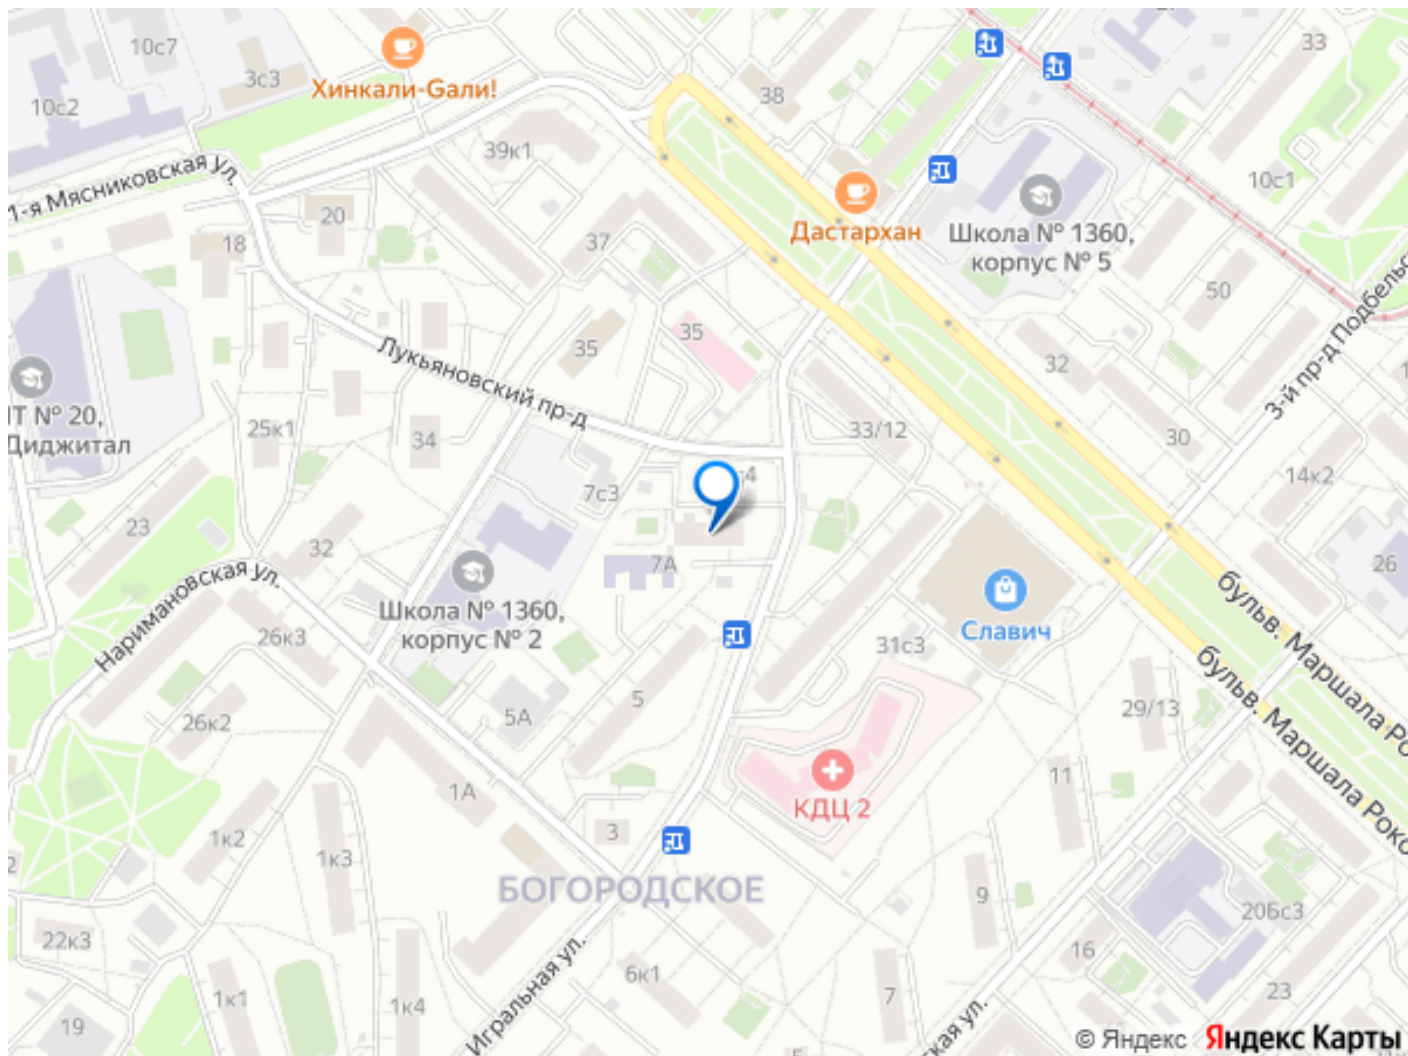 10с7
33
3с3
Хинкали-Gали!
10с2
38
39к1
1-я Мясниковская ул.
10с1
20
Дастархан
Школа № 1360,
корпус № 5
18
37
50
35
35
32
Лукьяновский пр-д
3-й пр-д Подбельс
Т № 20,
Диджитал
25к1
34
33/12
30
14к2
7с3
с4
23
32
26
7А
Наримановская ул.
Школа № 1360,
корпус № 2
бульв. Маршала Ро
Славич
26к3
31с3
5
бульв. Маршала Роко
29/13
26к2
5А
11
1А
КДЦ 2
1к2
3
1к3
БОГОРОДСКОЕ
9
20Бс3
22к3
16
6к1
Игральная ул.
1к1
1к4
7
23
19
кая ул.
© Яндекс Яндекс Карты